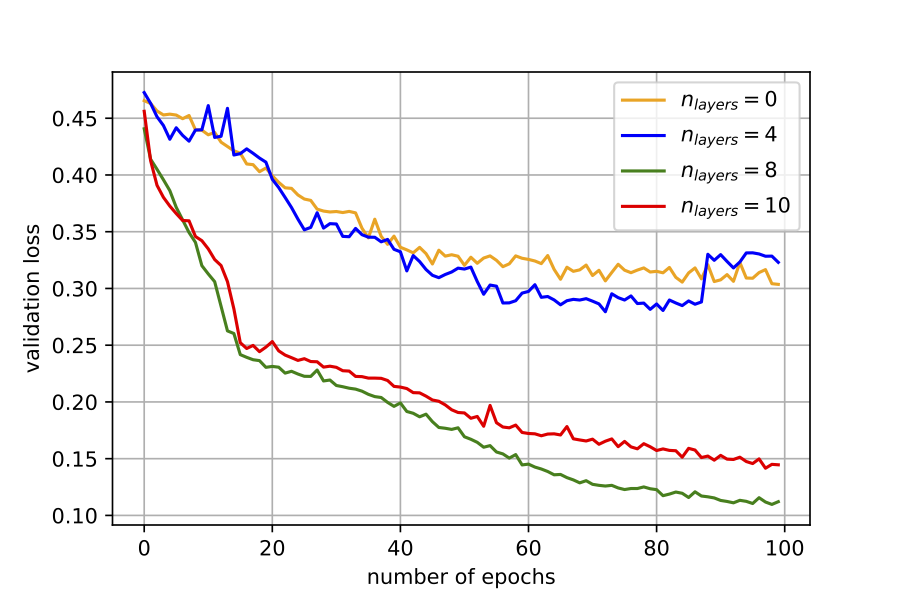 validation loss
0.45
0.40
0.35
0.30
0.25
0.20
0.15
0.10
n_layers = 0
n_layers = 4
n_layers = 8
n_layers = 10
0 20 40 60 80 100
number of epochs